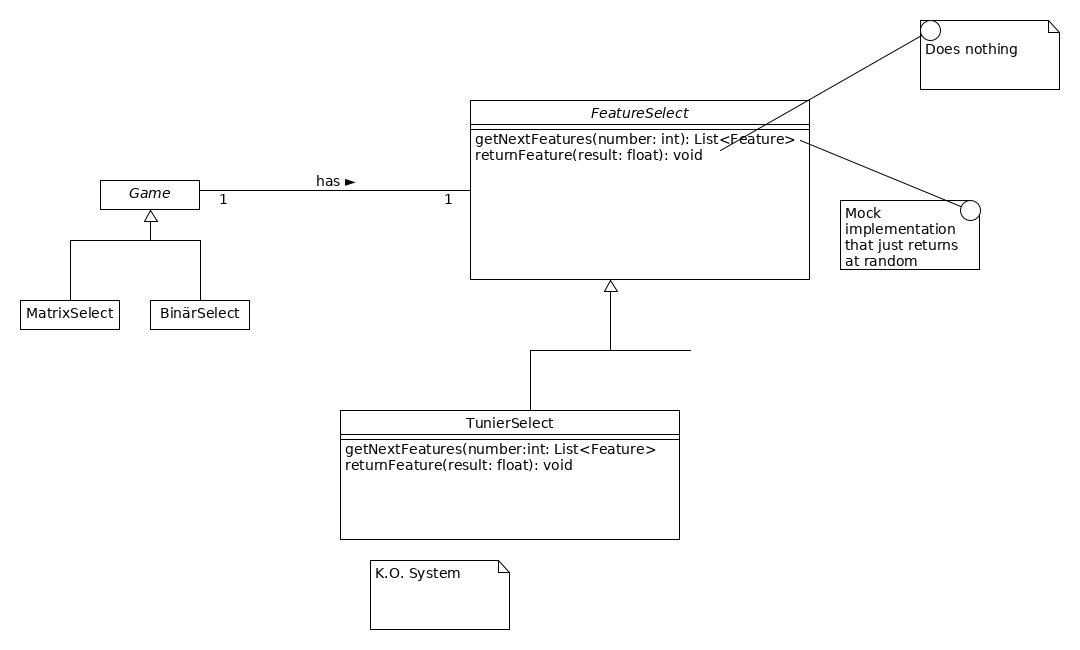 Does nothing
FeatureSelect
getNextFeatures(number: int): List<Feature>
returnFeature(result: float): void
has ►
1
1
Game
Mock
implementation
that just returns
at random
MatrixSelect
BinärSelect
TunierSelect
getNextFeatures(number:int: List<Feature>
returnFeature(result: float): void
K.O. System